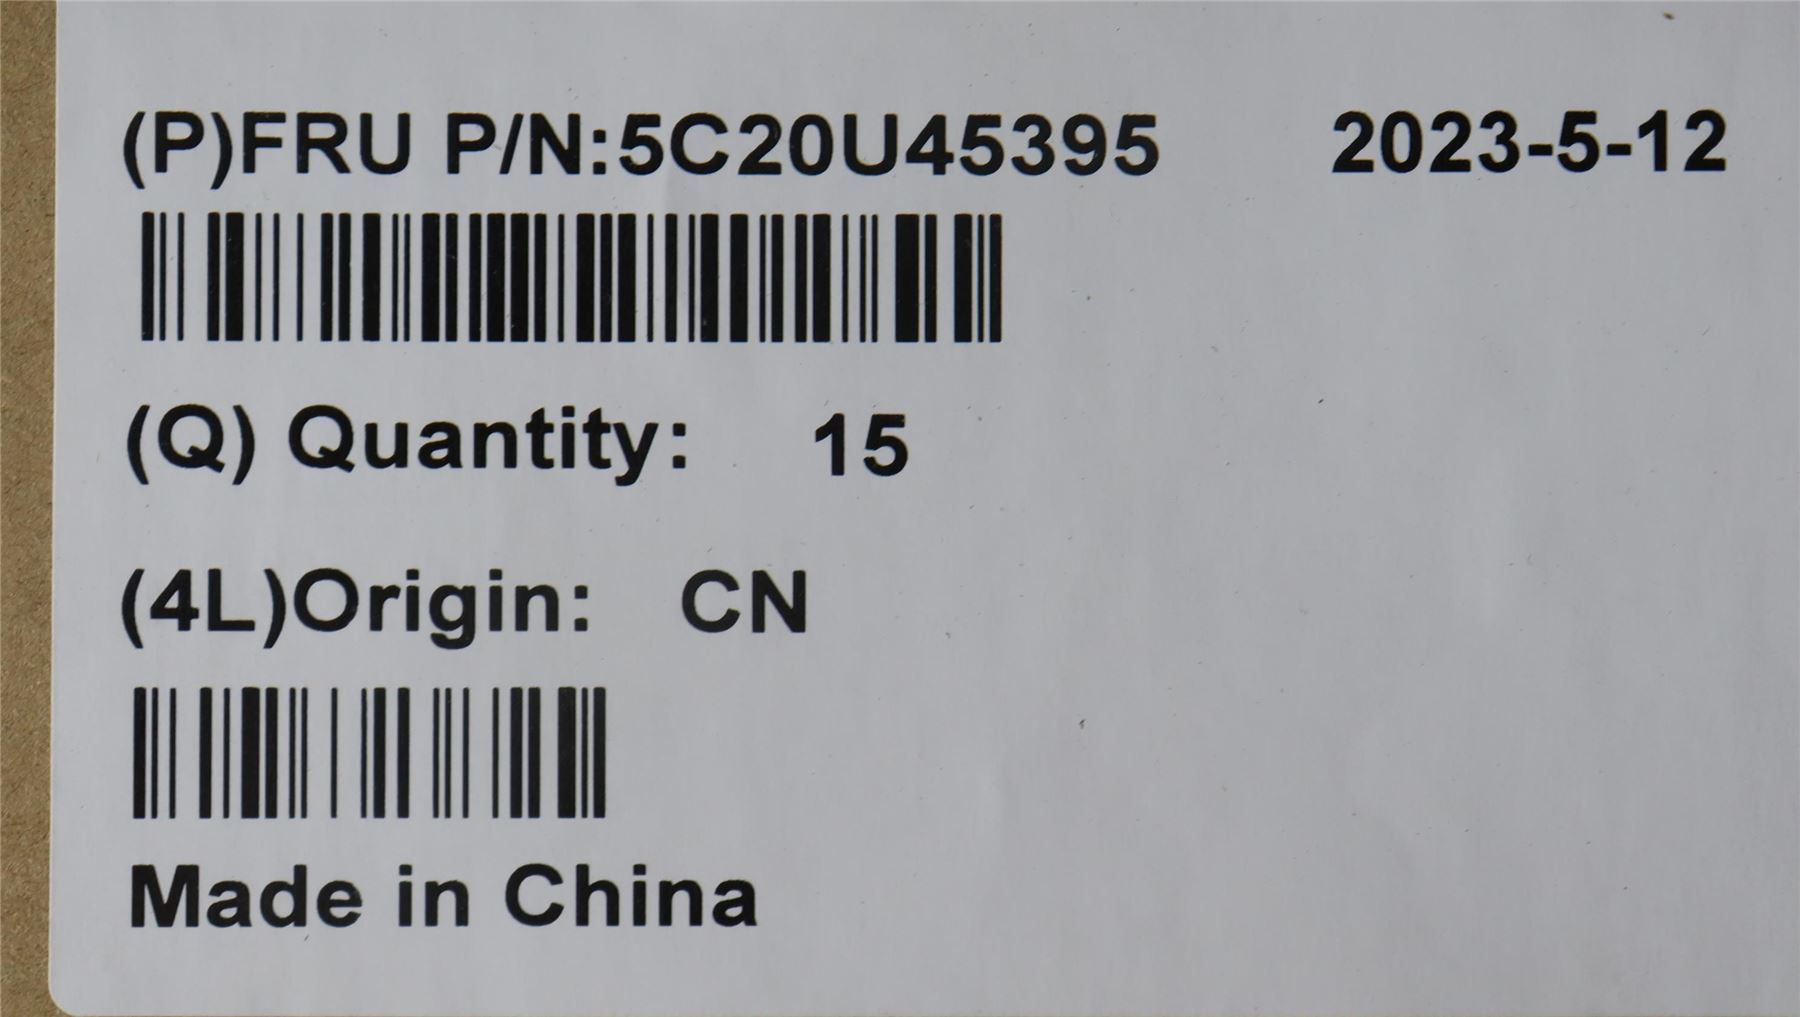 (P)FRU P/N:5C20U45395 2023-5-12
(Q) Quantity: 15
(4L)Origin: CN
Made in China